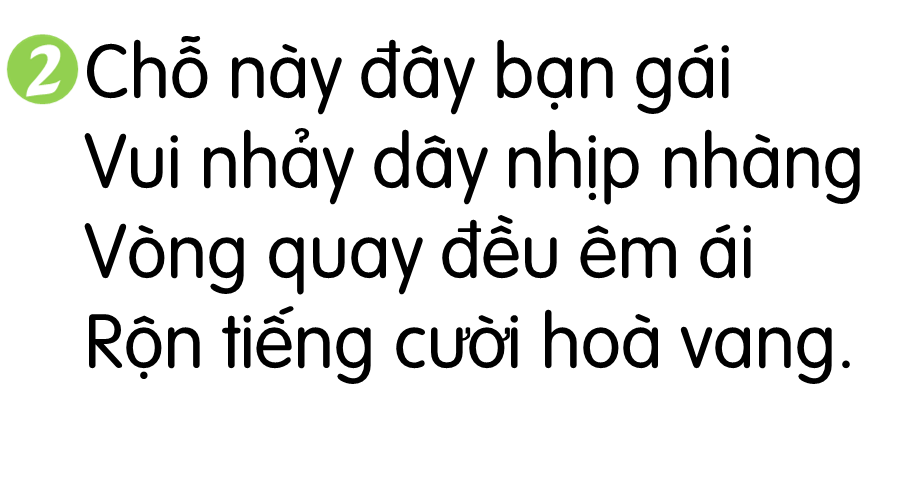 2 Chỗ này đây bạn gái
Vui nhảy dây nhịp nhàng
Vòng quay đều êm ái
Rộn tiếng cười hoà vang.